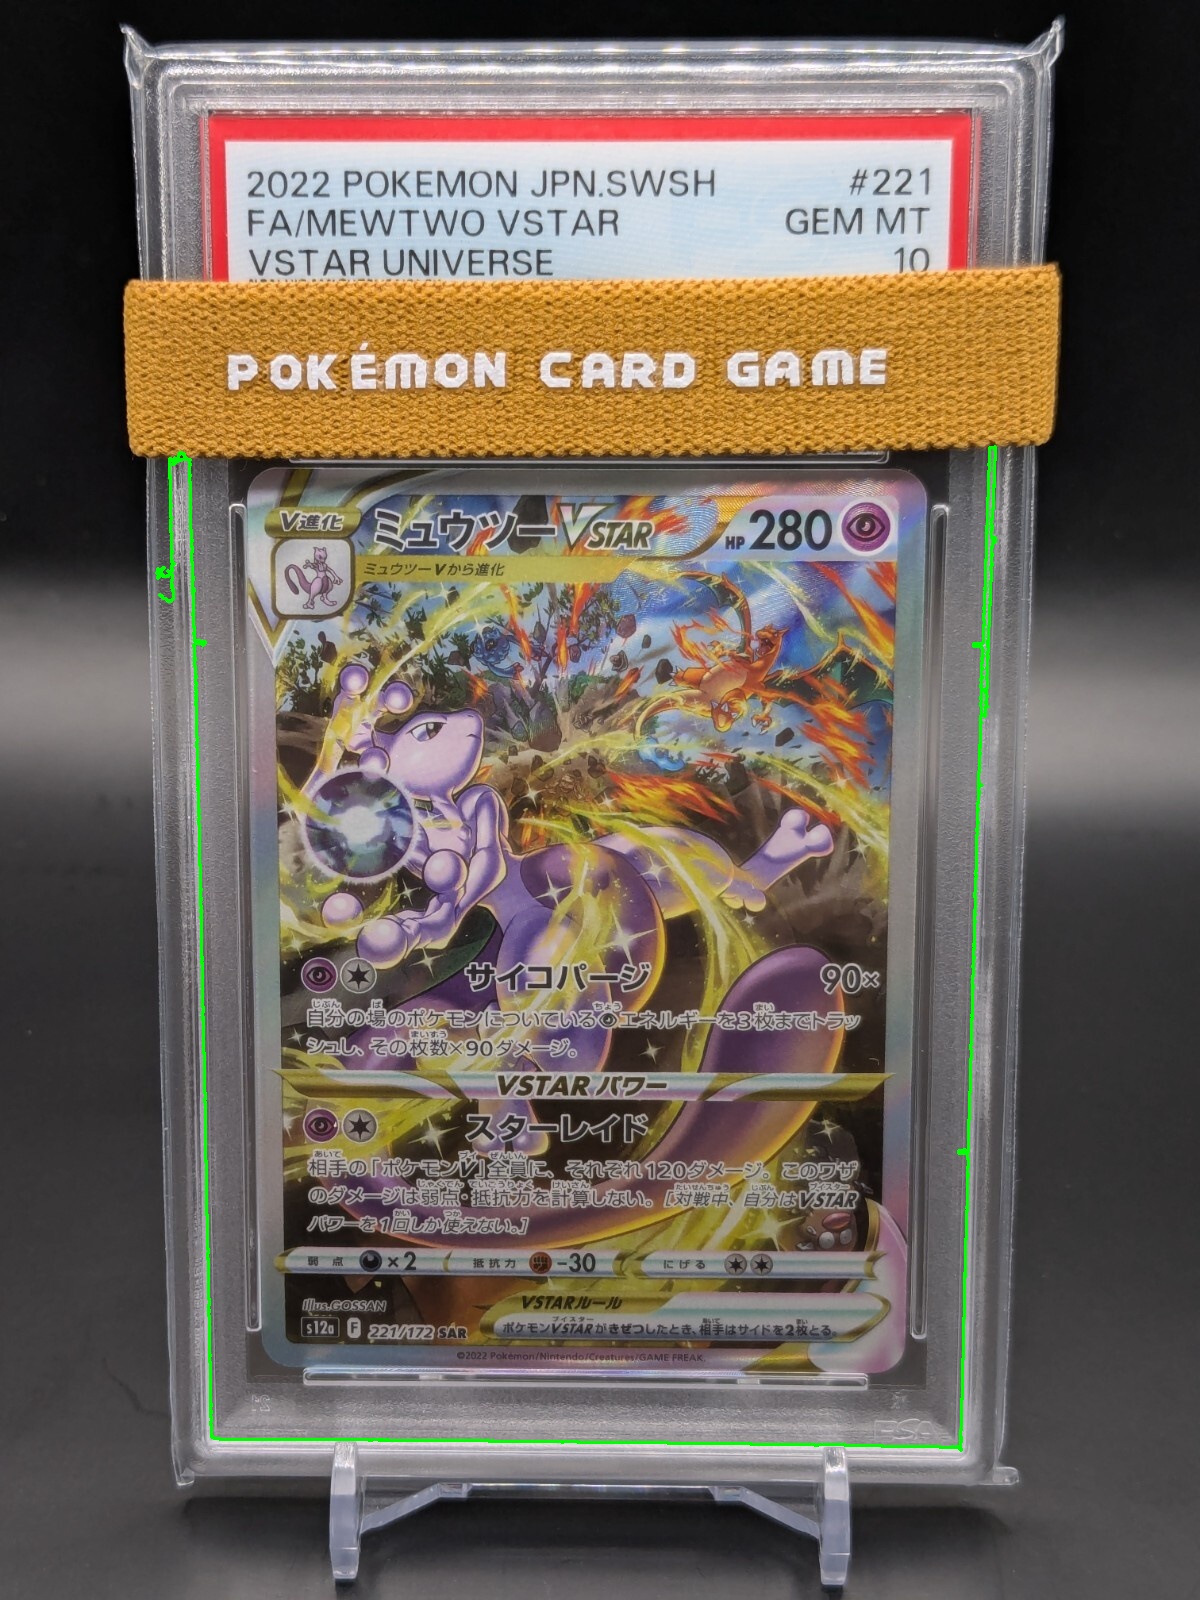 2022 POKEMON JPN.SWSH #221
FA/MEWTWO VSTAR GEM MT
VSTAR UNIVERSE 10
POKÉMON CARD GAME
V進化 ミュウツーVSTAR HP 280
ミュウツーVから進化
サイコパージ 90×
自分の場のポケモンについている エネルギーを3枚までトラッ
シュし、その枚数×90ダメージ。
VSTARパワー
スターレイド
相手の「ポケモンV」全員に、それぞれ120ダメージ。このワザ
のダメージは弱点・抵抗力を計算しない。[対戦中、自分はVSTAR
パワーを1回しか使えない。]
弱点 ×2 抵抗力 -30 にげる
Illus.GOSSAN
VSTARルール
s12a F 221/172 SAR
ポケモンVSTARがきぜつしたとき、相手はサイドを2枚とる。
©2022 Pokémon/Nintendo/Creatures/GAME FREAK.